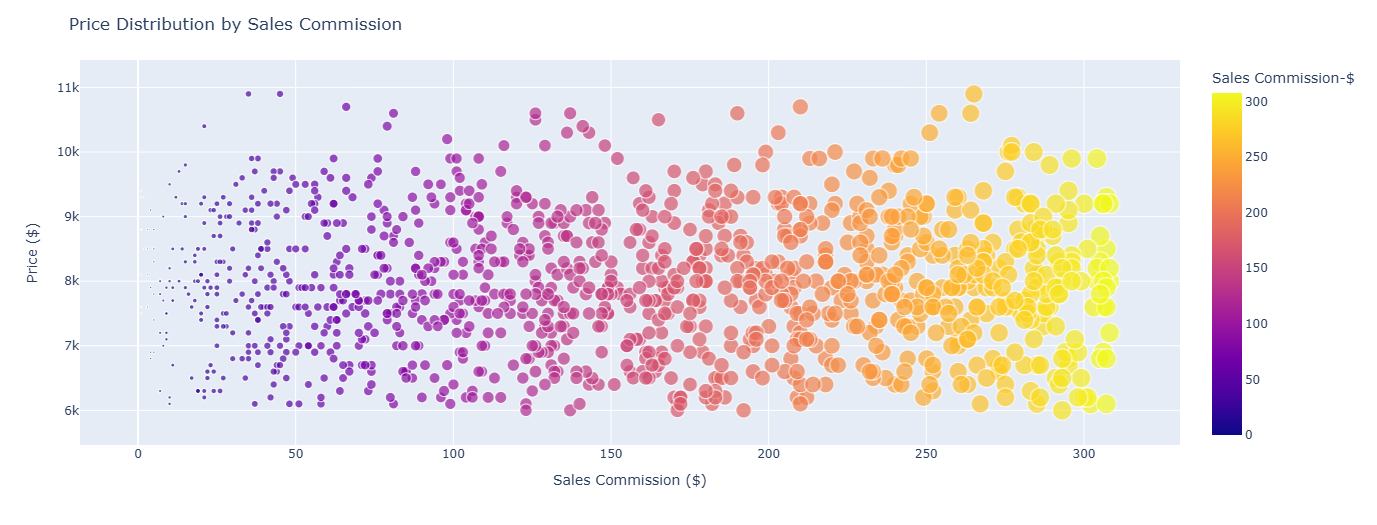 Price Distribution by Sales Commission
Sales Commission-$
11k
10k
9k
8k
7k
6k
Price ($)
0
50
100
150
200
250
300
Sales Commission ($)
300
250
200
150
100
50
0